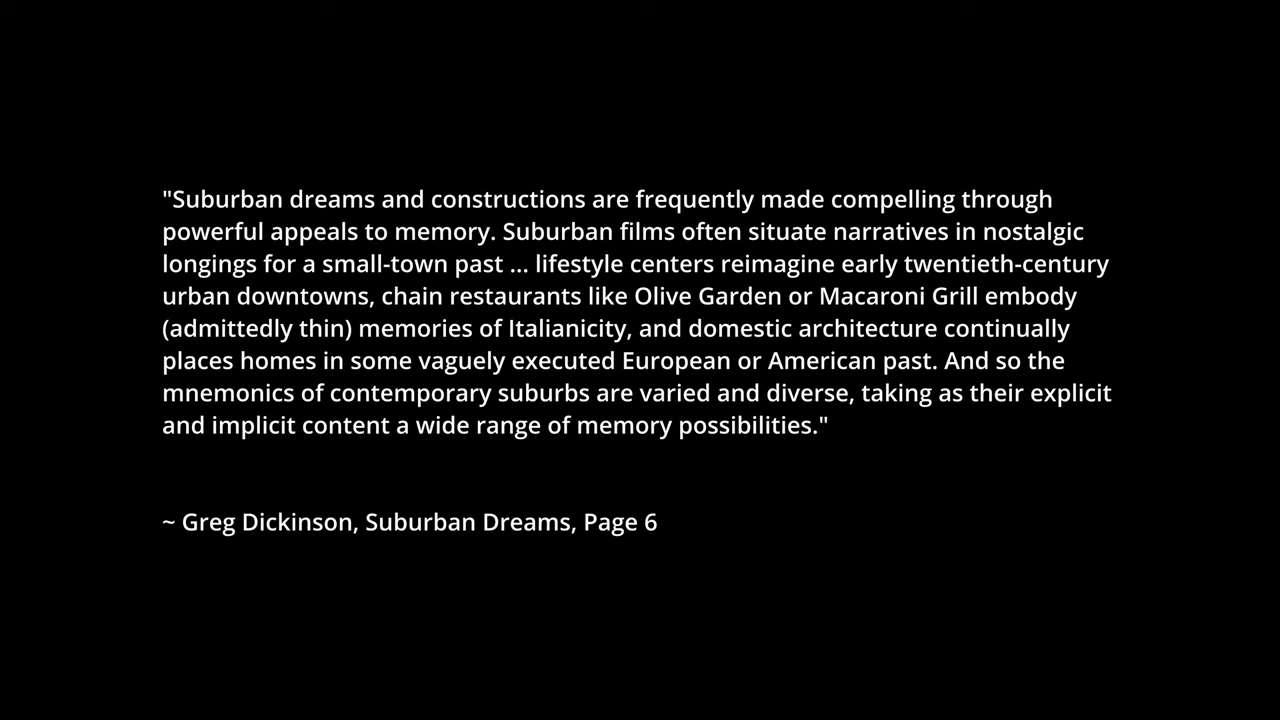 "Suburban dreams and constructions are frequently made compelling through
powerful appeals to memory. Suburban films often situate narratives in nostalgic
longings for a small-town past ... lifestyle centers reimagine early twentieth-century
urban downtowns, chain restaurants like Olive Garden or Macaroni Grill embody
(admittedly thin) memories of Italianicity, and domestic architecture continually
places homes in some vaguely executed European or American past. And so the
mnemonics of contemporary suburbs are varied and diverse, taking as their explicit
and implicit content a wide range of memory possibilities."
~ Greg Dickinson, Suburban Dreams, Page 6